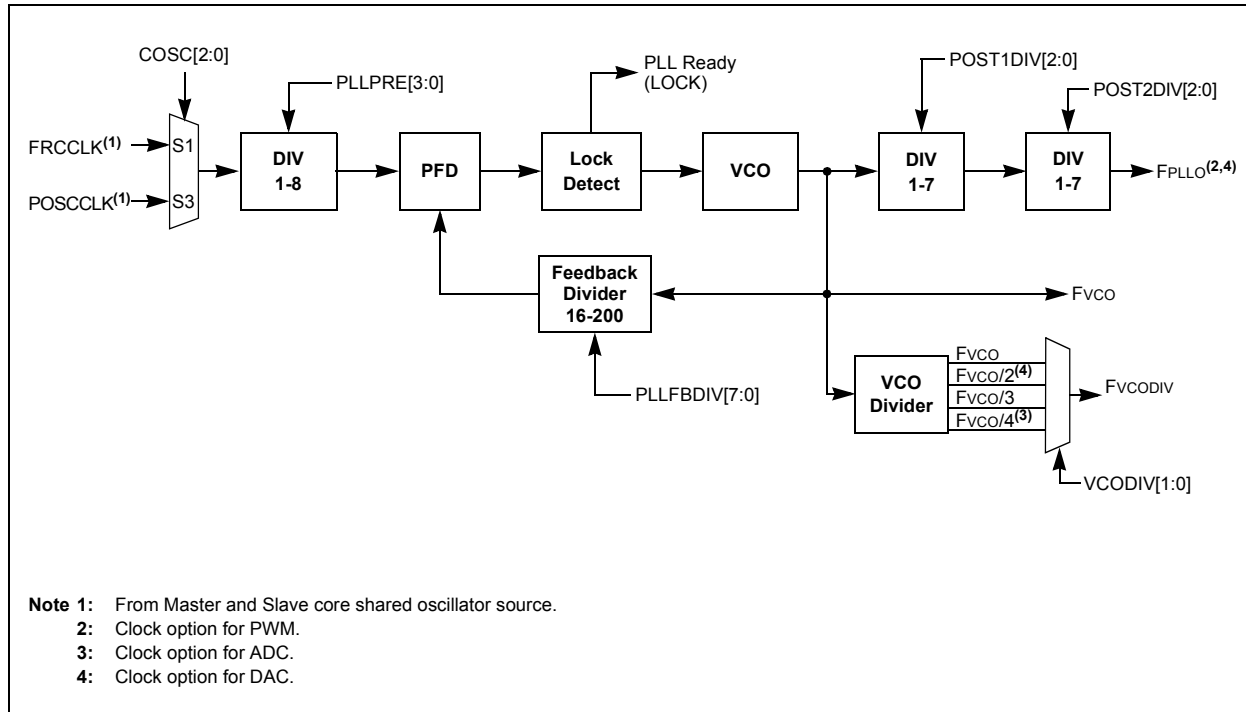 COSC[2:0]
PLLPRE[3:0]
PLL Ready
(LOCK)
POST1DIV[2:0]
POST2DIV[2:0]
FRCCLK(1)
S1
POSCCLK(1)
S3
DIV
1-8
PFD
Lock
Detect
VCO
DIV
1-7
DIV
1-7
FPLLO(2,4)
Feedback
Divider
16-200
FVCO
PLLFBDIV[7:0]
VCO
Divider
FVCO
FVCO/2(4)
FVCO/3
FVCO/4(3)
FVCODIV
VCODIV[1:0]
Note 1: From Master and Slave core shared oscillator source.
2: Clock option for PWM.
3: Clock option for ADC.
4: Clock option for DAC.